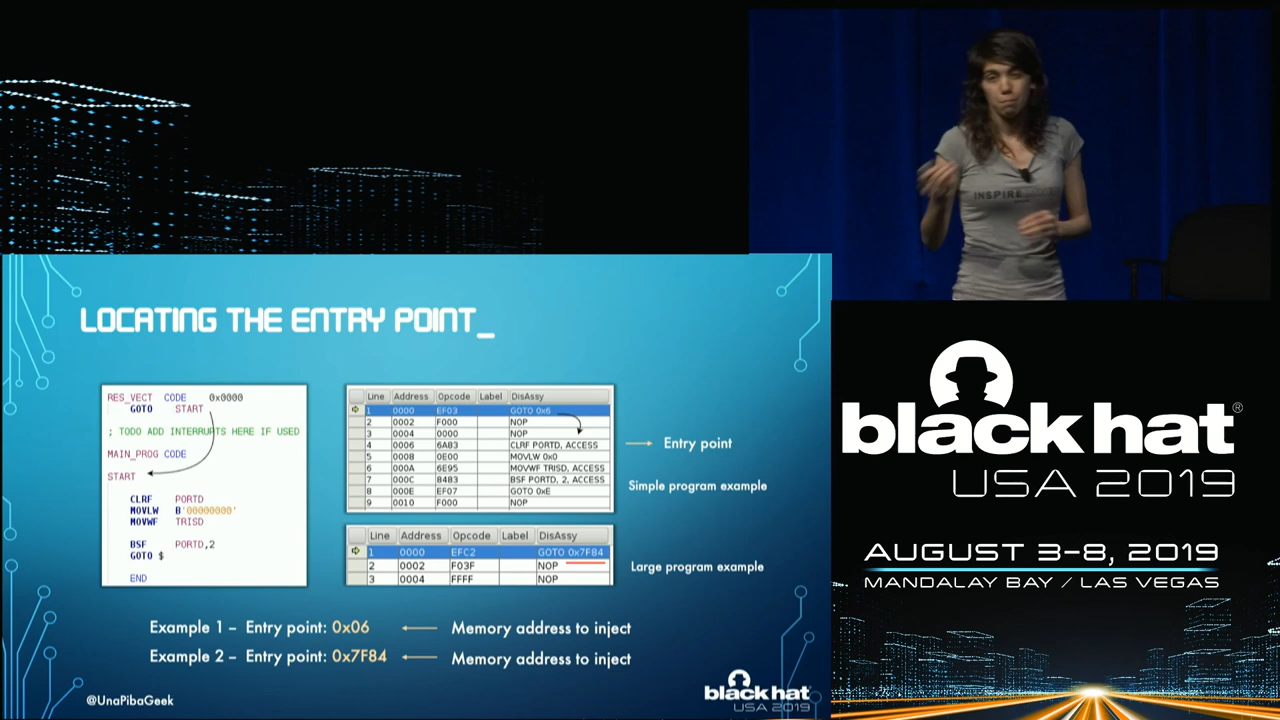 INSPIRE
LOCATING THE ENTRY POINT_
RES_VECT CODE 0x0000
GOTO START
; TODO ADD INTERRUPTS HERE IF USED
MAIN_PROG CODE
START
CLRF PORTD
MOVLW B'00000000'
MOVWF TRISD
BSF PORTD,2
GOTO $
END
Line Address Opcode Label DisAssy
1 0000 EF03 GOTO 0x6
2 0002 F000 NOP
3 0004 0000 NOP
4 0006 6A83 CLRF PORTD, ACCESS
5 0008 0E00 MOVLW 0x0
6 000A 6E95 MOVWF TRISD, ACCESS
7 000C 8483 BSF PORTD, 2, ACCESS
8 000E EF07 GOTO 0xE
9 0010 F000 NOP
Entry point
Simple program example
Line Address Opcode Label DisAssy
1 0000 EFC2 GOTO 0x7F84
2 0002 F03F NOP
3 0004 FFFF NOP
Large program example
Example 1 – Entry point: 0x06 Memory address to inject
Example 2 – Entry point: 0x7F84 Memory address to inject
@UnaPibaGeek
black hat
USA 2019
black hat®
USA 2019
AUGUST 3-8, 2019
MANDALAY BAY / LAS VEGAS